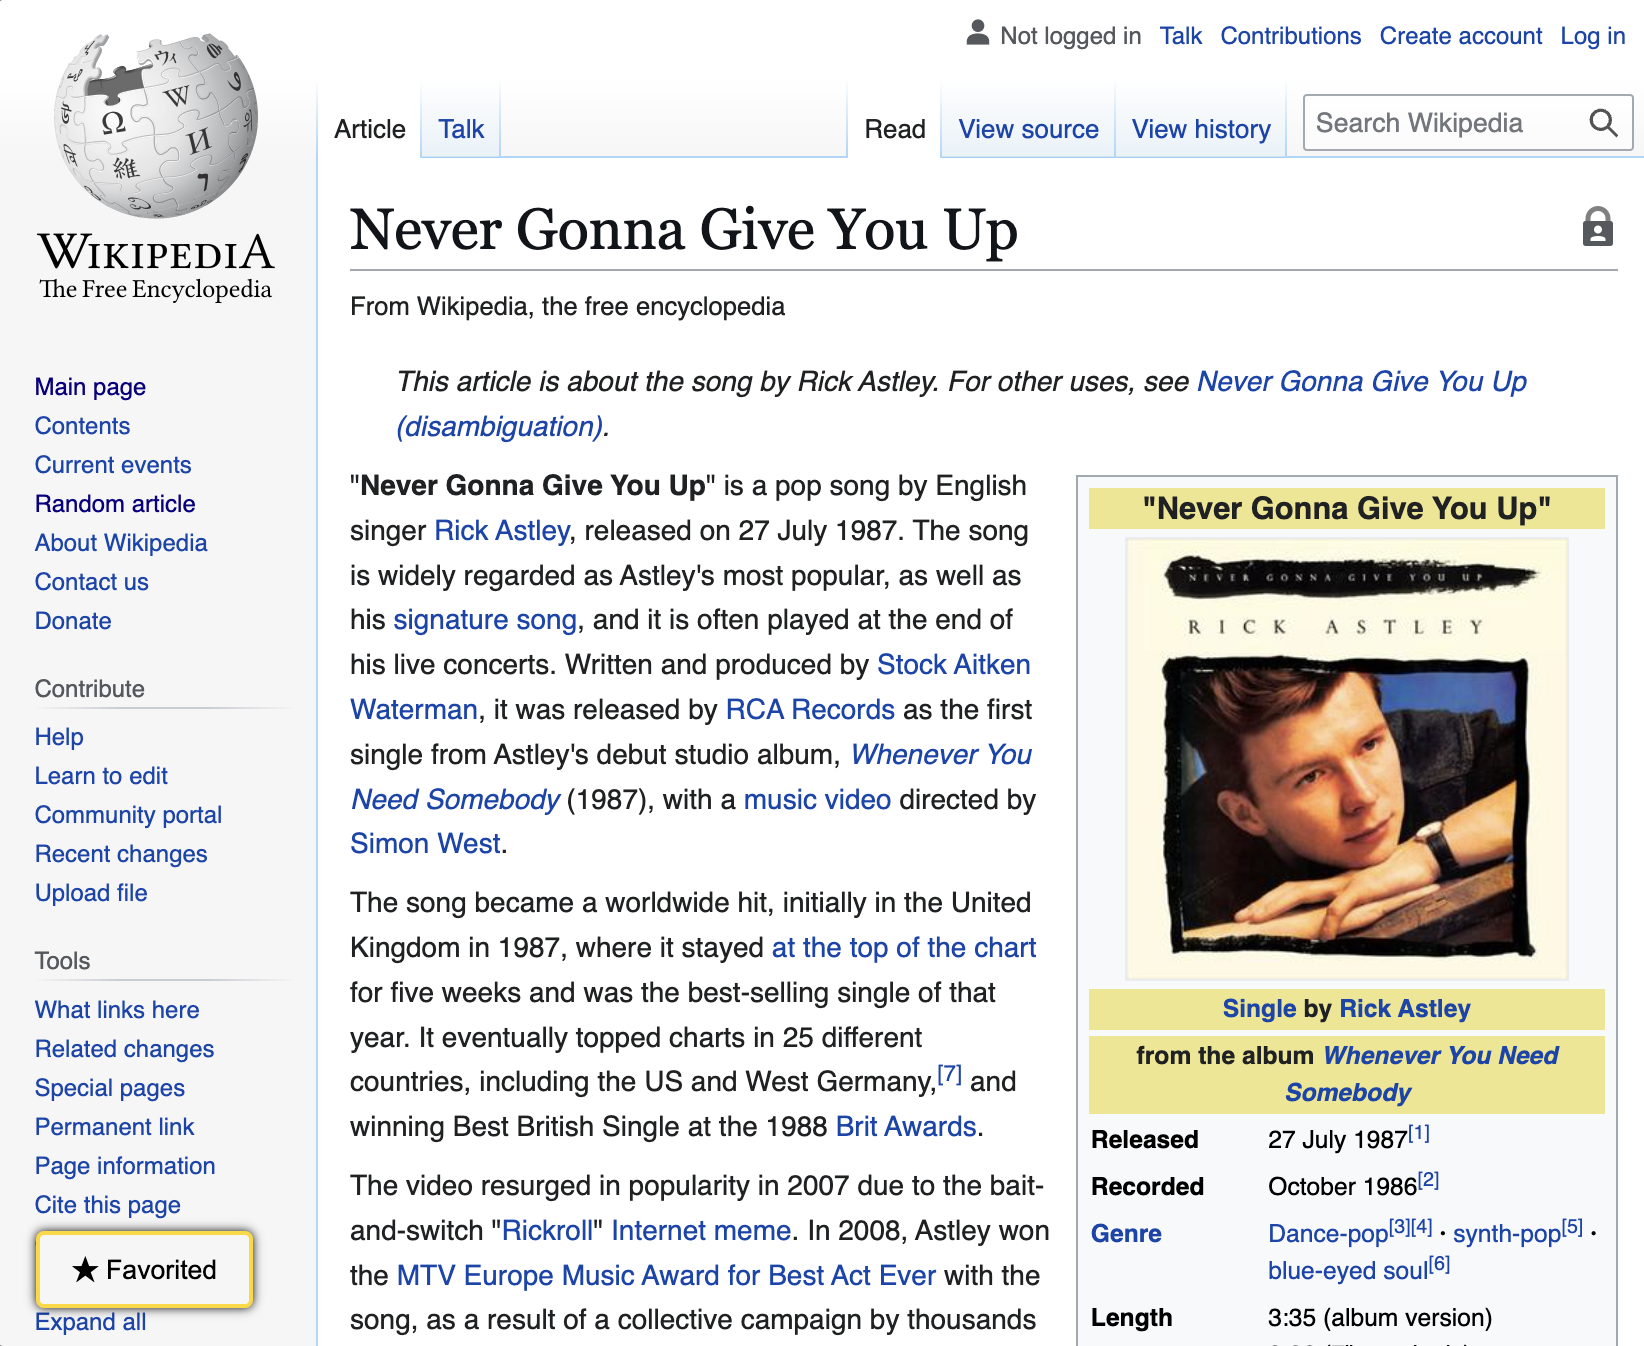 Not logged in Talk Contributions Create account Log in
Article Talk Read View source View history Search Wikipedia
WIKIPEDIA
The Free Encyclopedia
Main page
Contents
Current events
Random article
About Wikipedia
Contact us
Donate
Contribute
Help
Learn to edit
Community portal
Recent changes
Upload file
Tools
What links here
Related changes
Special pages
Permanent link
Page information
Cite this page
★ Favorited
Expand all
Never Gonna Give You Up
From Wikipedia, the free encyclopedia
This article is about the song by Rick Astley. For other uses, see Never Gonna Give You Up
(disambiguation).
"Never Gonna Give You Up" is a pop song by English
singer Rick Astley, released on 27 July 1987. The song
is widely regarded as Astley's most popular, as well as
his signature song, and it is often played at the end of
his live concerts. Written and produced by Stock Aitken
Waterman, it was released by RCA Records as the first
single from Astley's debut studio album, Whenever You
Need Somebody (1987), with a music video directed by
Simon West.
The song became a worldwide hit, initially in the United
Kingdom in 1987, where it stayed at the top of the chart
for five weeks and was the best-selling single of that
year. It eventually topped charts in 25 different
countries, including the US and West Germany,[7] and
winning Best British Single at the 1988 Brit Awards.
The video resurged in popularity in 2007 due to the bait-
and-switch "Rickroll" Internet meme. In 2008, Astley won
the MTV Europe Music Award for Best Act Ever with the
song, as a result of a collective campaign by thousands
"Never Gonna Give You Up"
NEVER GONNA GIVE YOU UP
RICK ASTLEY
Single by Rick Astley
from the album Whenever You Need
Somebody
Released 27 July 1987[1]
Recorded October 1986[2]
Genre Dance-pop[3][4] · synth-pop[5] ·
blue-eyed soul[6]
Length 3:35 (album version)